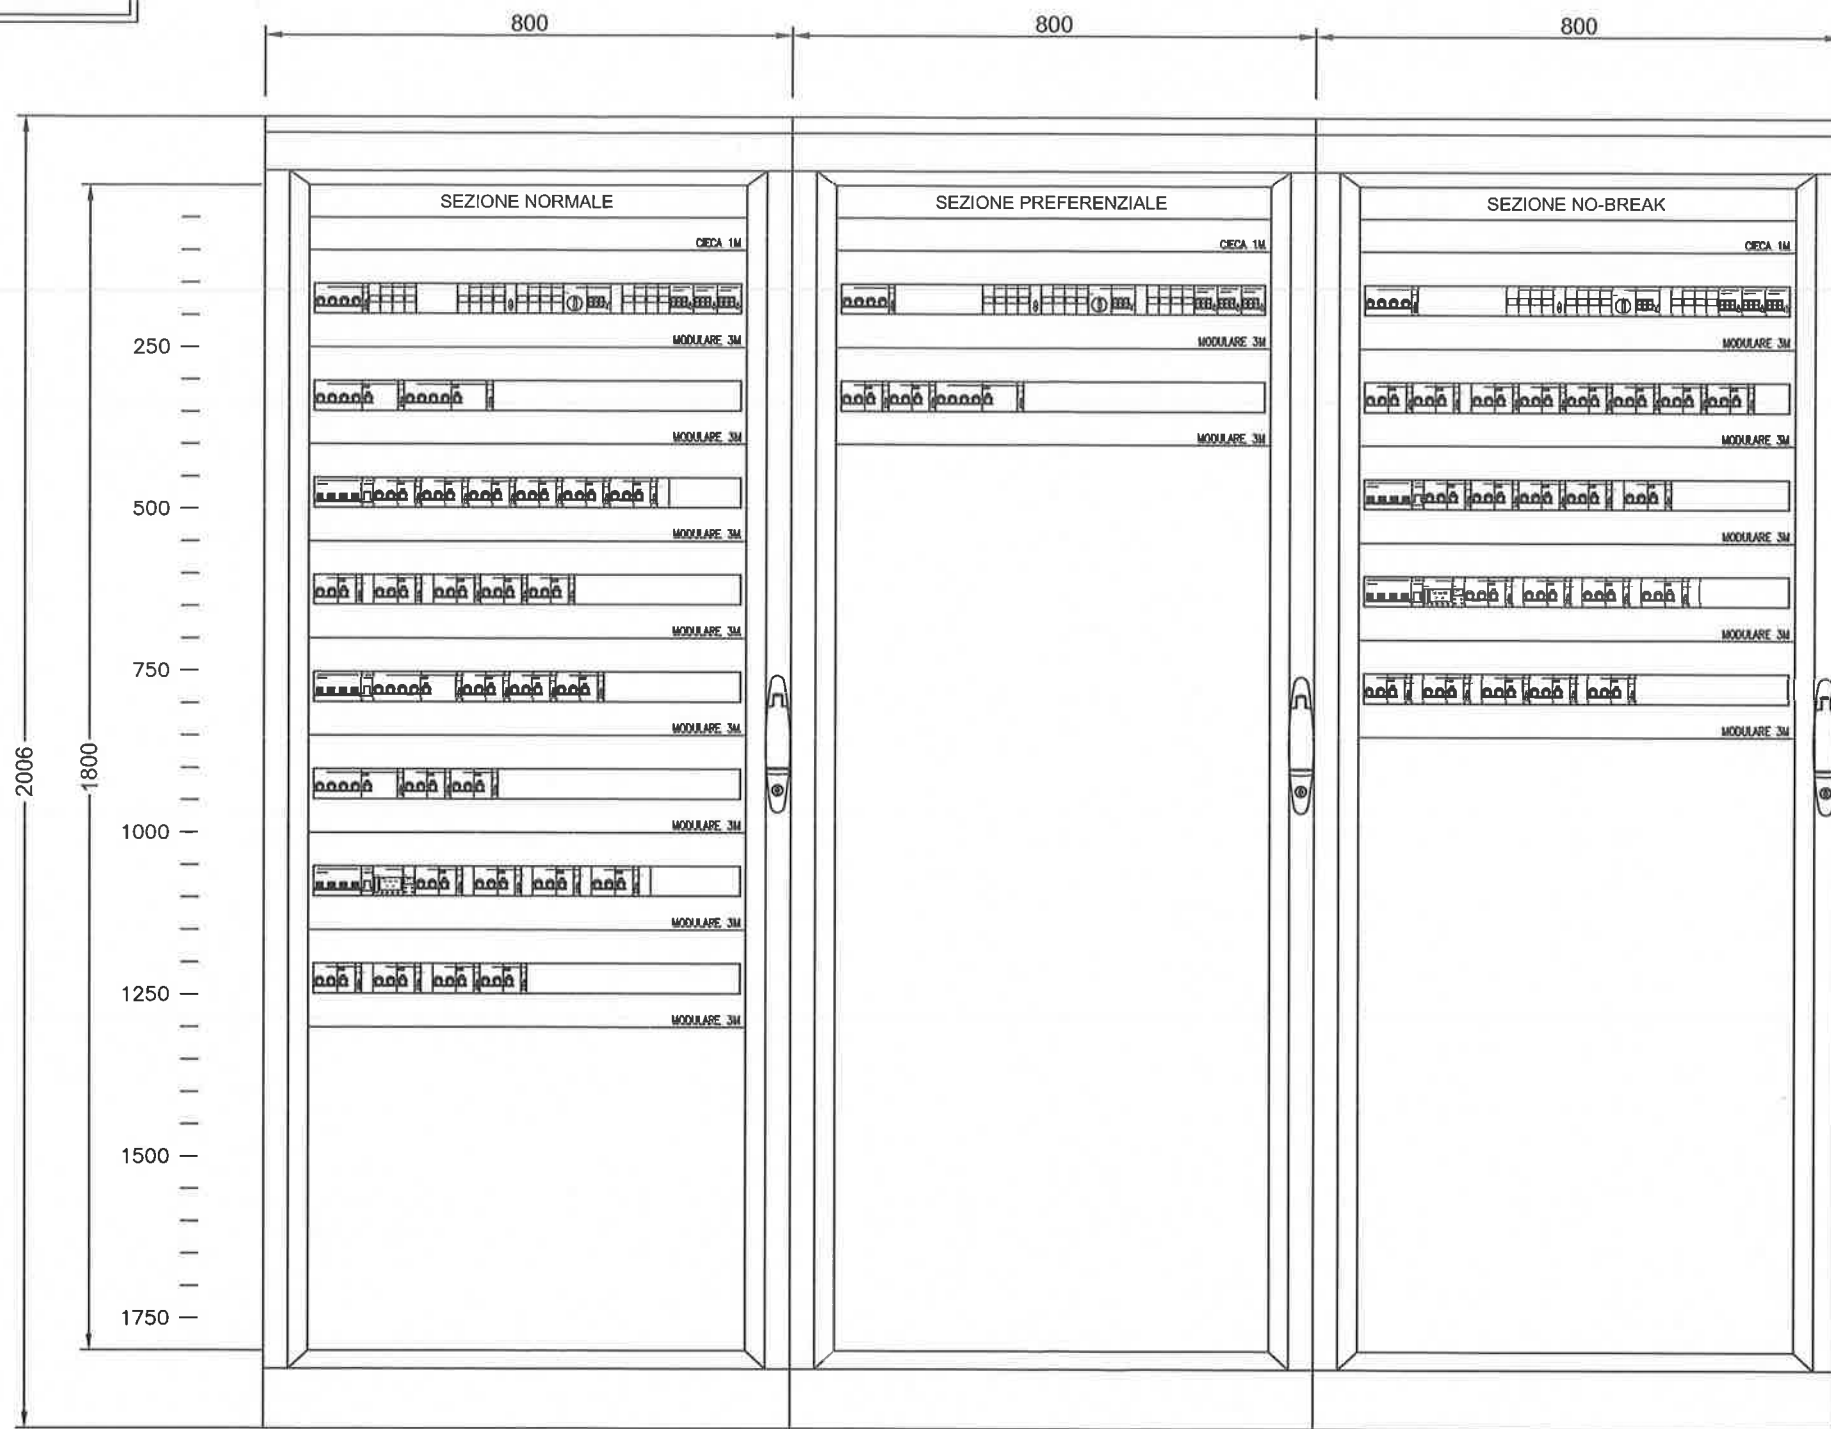 800 800 800
SEZIONE NORMALE SEZIONE PREFERENZIALE SEZIONE NO-BREAK
CIECA 1M CIECA 1M CIECA 1M
250 MODULARE 3M MODULARE 3M MODULARE 3M
MODULARE 3M MODULARE 3M MODULARE 3M
500
MODULARE 3M MODULARE 3M
MODULARE 3M MODULARE 3M
750
MODULARE 3M MODULARE 3M
2006
1800
1000 MODULARE 3M
MODULARE 3M
1250
MODULARE 3M
1500
1750